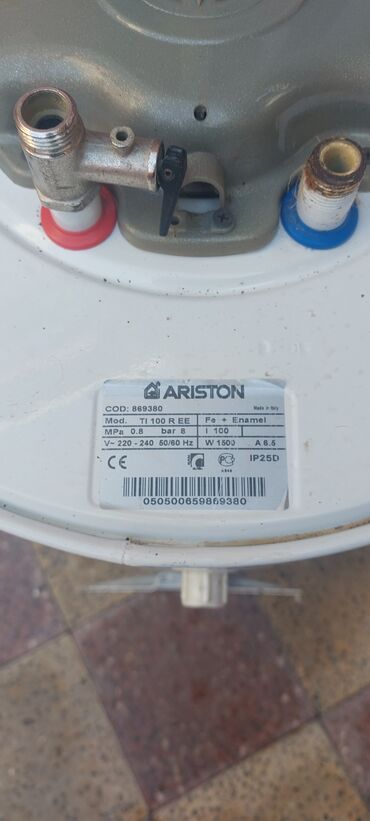 ARISTON
COD: 869380 Made in Italy
Mod. TI 100 R EE Fe + Enamel
MPa 0.8 bar 8 l 100
V~ 220 - 240 50/60 Hz W 1500 A 6.5
CE IP25D
050500659869380